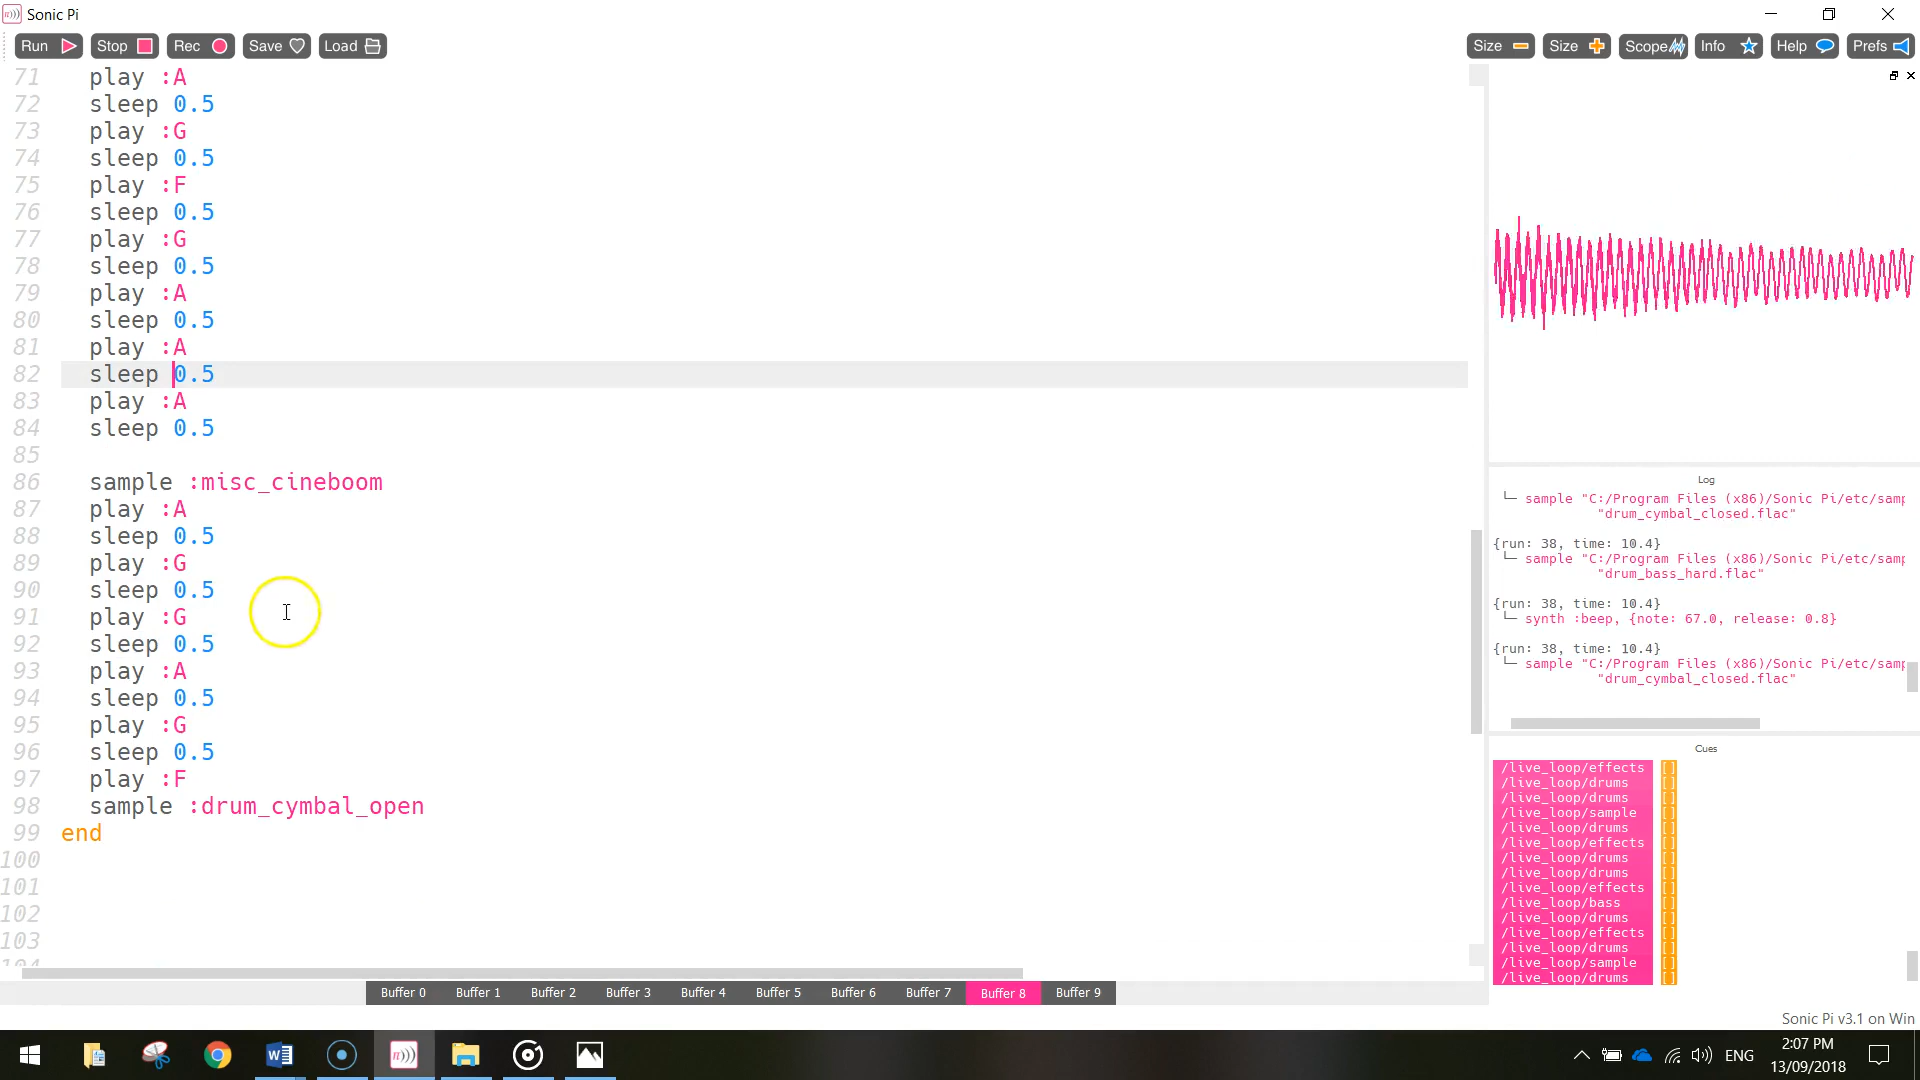 Sonic Pi
Run Stop Rec Save Load Size Size Scope Info Help Prefs
71 play :A
72 sleep 0.5
73 play :G
74 sleep 0.5
75 play :F
76 sleep 0.5
77 play :G
78 sleep 0.5
79 play :A
80 sleep 0.5
81 play :A
82 sleep 0.5
83 play :A
84 sleep 0.5
85
86 sample :misc_cineboom
87 play :A
88 sleep 0.5
89 play :G
90 sleep 0.5
91 play :G
92 sleep 0.5
93 play :A
94 sleep 0.5
95 play :G
96 sleep 0.5
97 play :F
98 sample :drum_cymbal_open
99 end
100
101
102
103
Log
└─ sample "C:/Program Files (x86)/Sonic Pi/etc/samp
"drum_cymbal_closed.flac"
{run: 38, time: 10.4}
└─ sample "C:/Program Files (x86)/Sonic Pi/etc/samp
"drum_bass_hard.flac"
{run: 38, time: 10.4}
└─ synth :beep, {note: 67.0, release: 0.8}
{run: 38, time: 10.4}
└─ sample "C:/Program Files (x86)/Sonic Pi/etc/samp
"drum_cymbal_closed.flac"
Cues
/live_loop/effects []
/live_loop/drums []
/live_loop/drums []
/live_loop/sample []
/live_loop/drums []
/live_loop/effects []
/live_loop/drums []
/live_loop/drums []
/live_loop/effects []
/live_loop/bass []
/live_loop/drums []
/live_loop/effects []
/live_loop/drums []
/live_loop/sample []
/live_loop/drums []
Buffer 0 Buffer 1 Buffer 2 Buffer 3 Buffer 4 Buffer 5 Buffer 6 Buffer 7 Buffer 8 Buffer 9
Sonic Pi v3.1 on Win
ENG
2:07 PM
13/09/2018